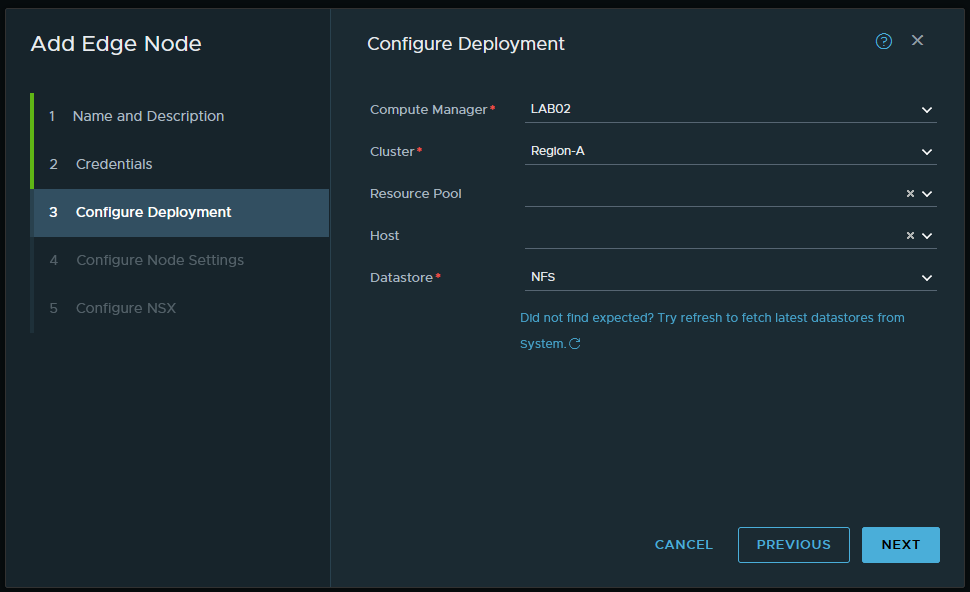 Add Edge Node
1 Name and Description
2 Credentials
3 Configure Deployment
4 Configure Node Settings
5 Configure NSX
Configure Deployment
Compute Manager* LAB02
Cluster* Region-A
Resource Pool
Host
Datastore* NFS
Did not find expected? Try refresh to fetch latest datastores from
System.
CANCEL PREVIOUS NEXT